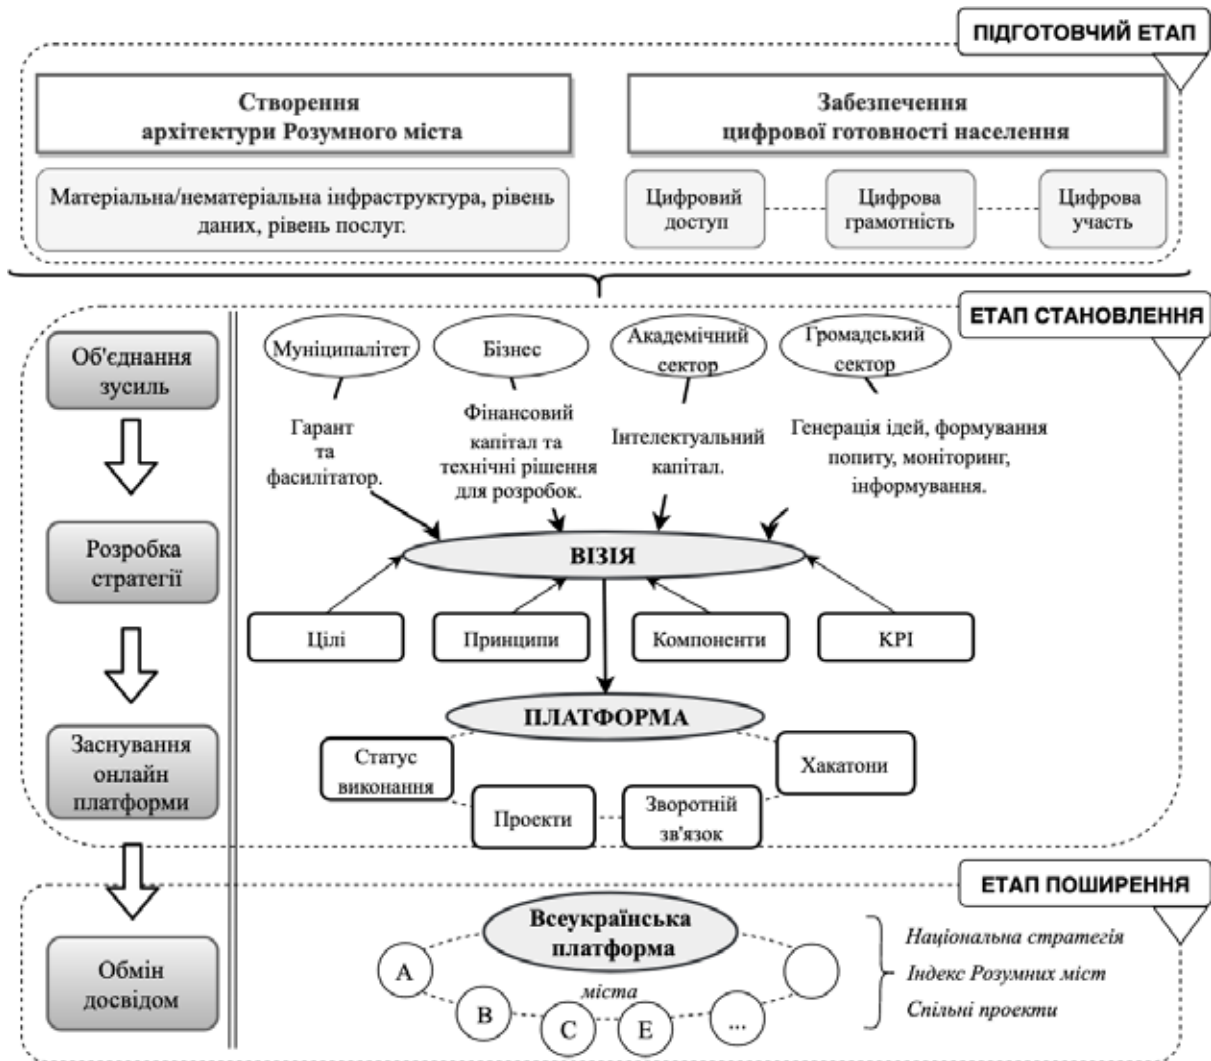 ПІДГОТОВЧИЙ ЕТАП
Створення
архітектури Розумного міста
Забезпечення
цифрової готовності населення
Матеріальна/нематеріальна інфраструктура, рівень
даних, рівень послуг.
Цифровий
доступ
Цифрова
грамотність
Цифрова
участь
ЕТАП СТАНОВЛЕННЯ
Об'єднання
зусиль
Муніципалітет
Бізнес
Академічний
сектор
Громадський
сектор
Гарант
та
фасилітатор.
Фінансовий
капітал та
технічні рішення
для розробок.
Інтелектуальний
капітал.
Генерація ідей, формування
попиту, моніторинг,
інформування.
Розробка
стратегії
ВІЗІЯ
Цілі
Принципи
Компоненти
KPI
Заснування
онлайн
платформи
ПЛАТФОРМА
Статус
виконання
Проекти
Зворотній
зв'язок
Хакатони
ЕТАП ПОШИРЕННЯ
Обмін
досвідом
Всеукраїнська
платформа
міста
A
B
C
E
...
Національна стратегія
Індекс Розумних міст
Спільні проекти